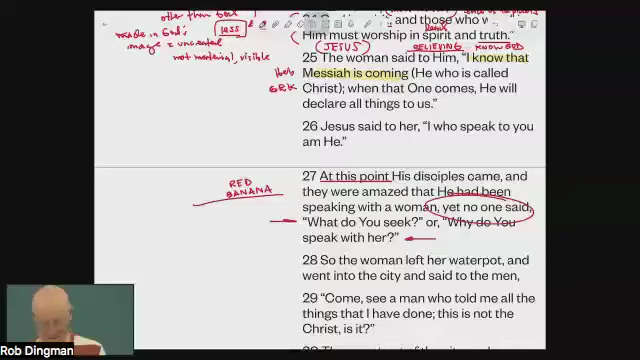 other than God
made in God's
1855
image = uncreated
not material, visible
and those who w
Him must worship in spirit and truth."
JESUS
BELIEVING KNOW GOD
25 The woman said to Him, "I know that
Heb
Messiah is coming (He who is called
GRK
Christ); when that One comes, He will
declare all things to us."
26 Jesus said to her, "I who speak to you
am He."
27 At this point His disciples came, and
RED
BANANA
they were amazed that He had been
speaking with a woman, yet no one said,
"What do You seek?" or, "Why do You
speak with her?"
28 So the woman left her waterpot, and
went into the city and said to the men,
29 "Come, see a man who told me all the
things that I have done; this is not the
Christ, is it?"
Rob Dingman